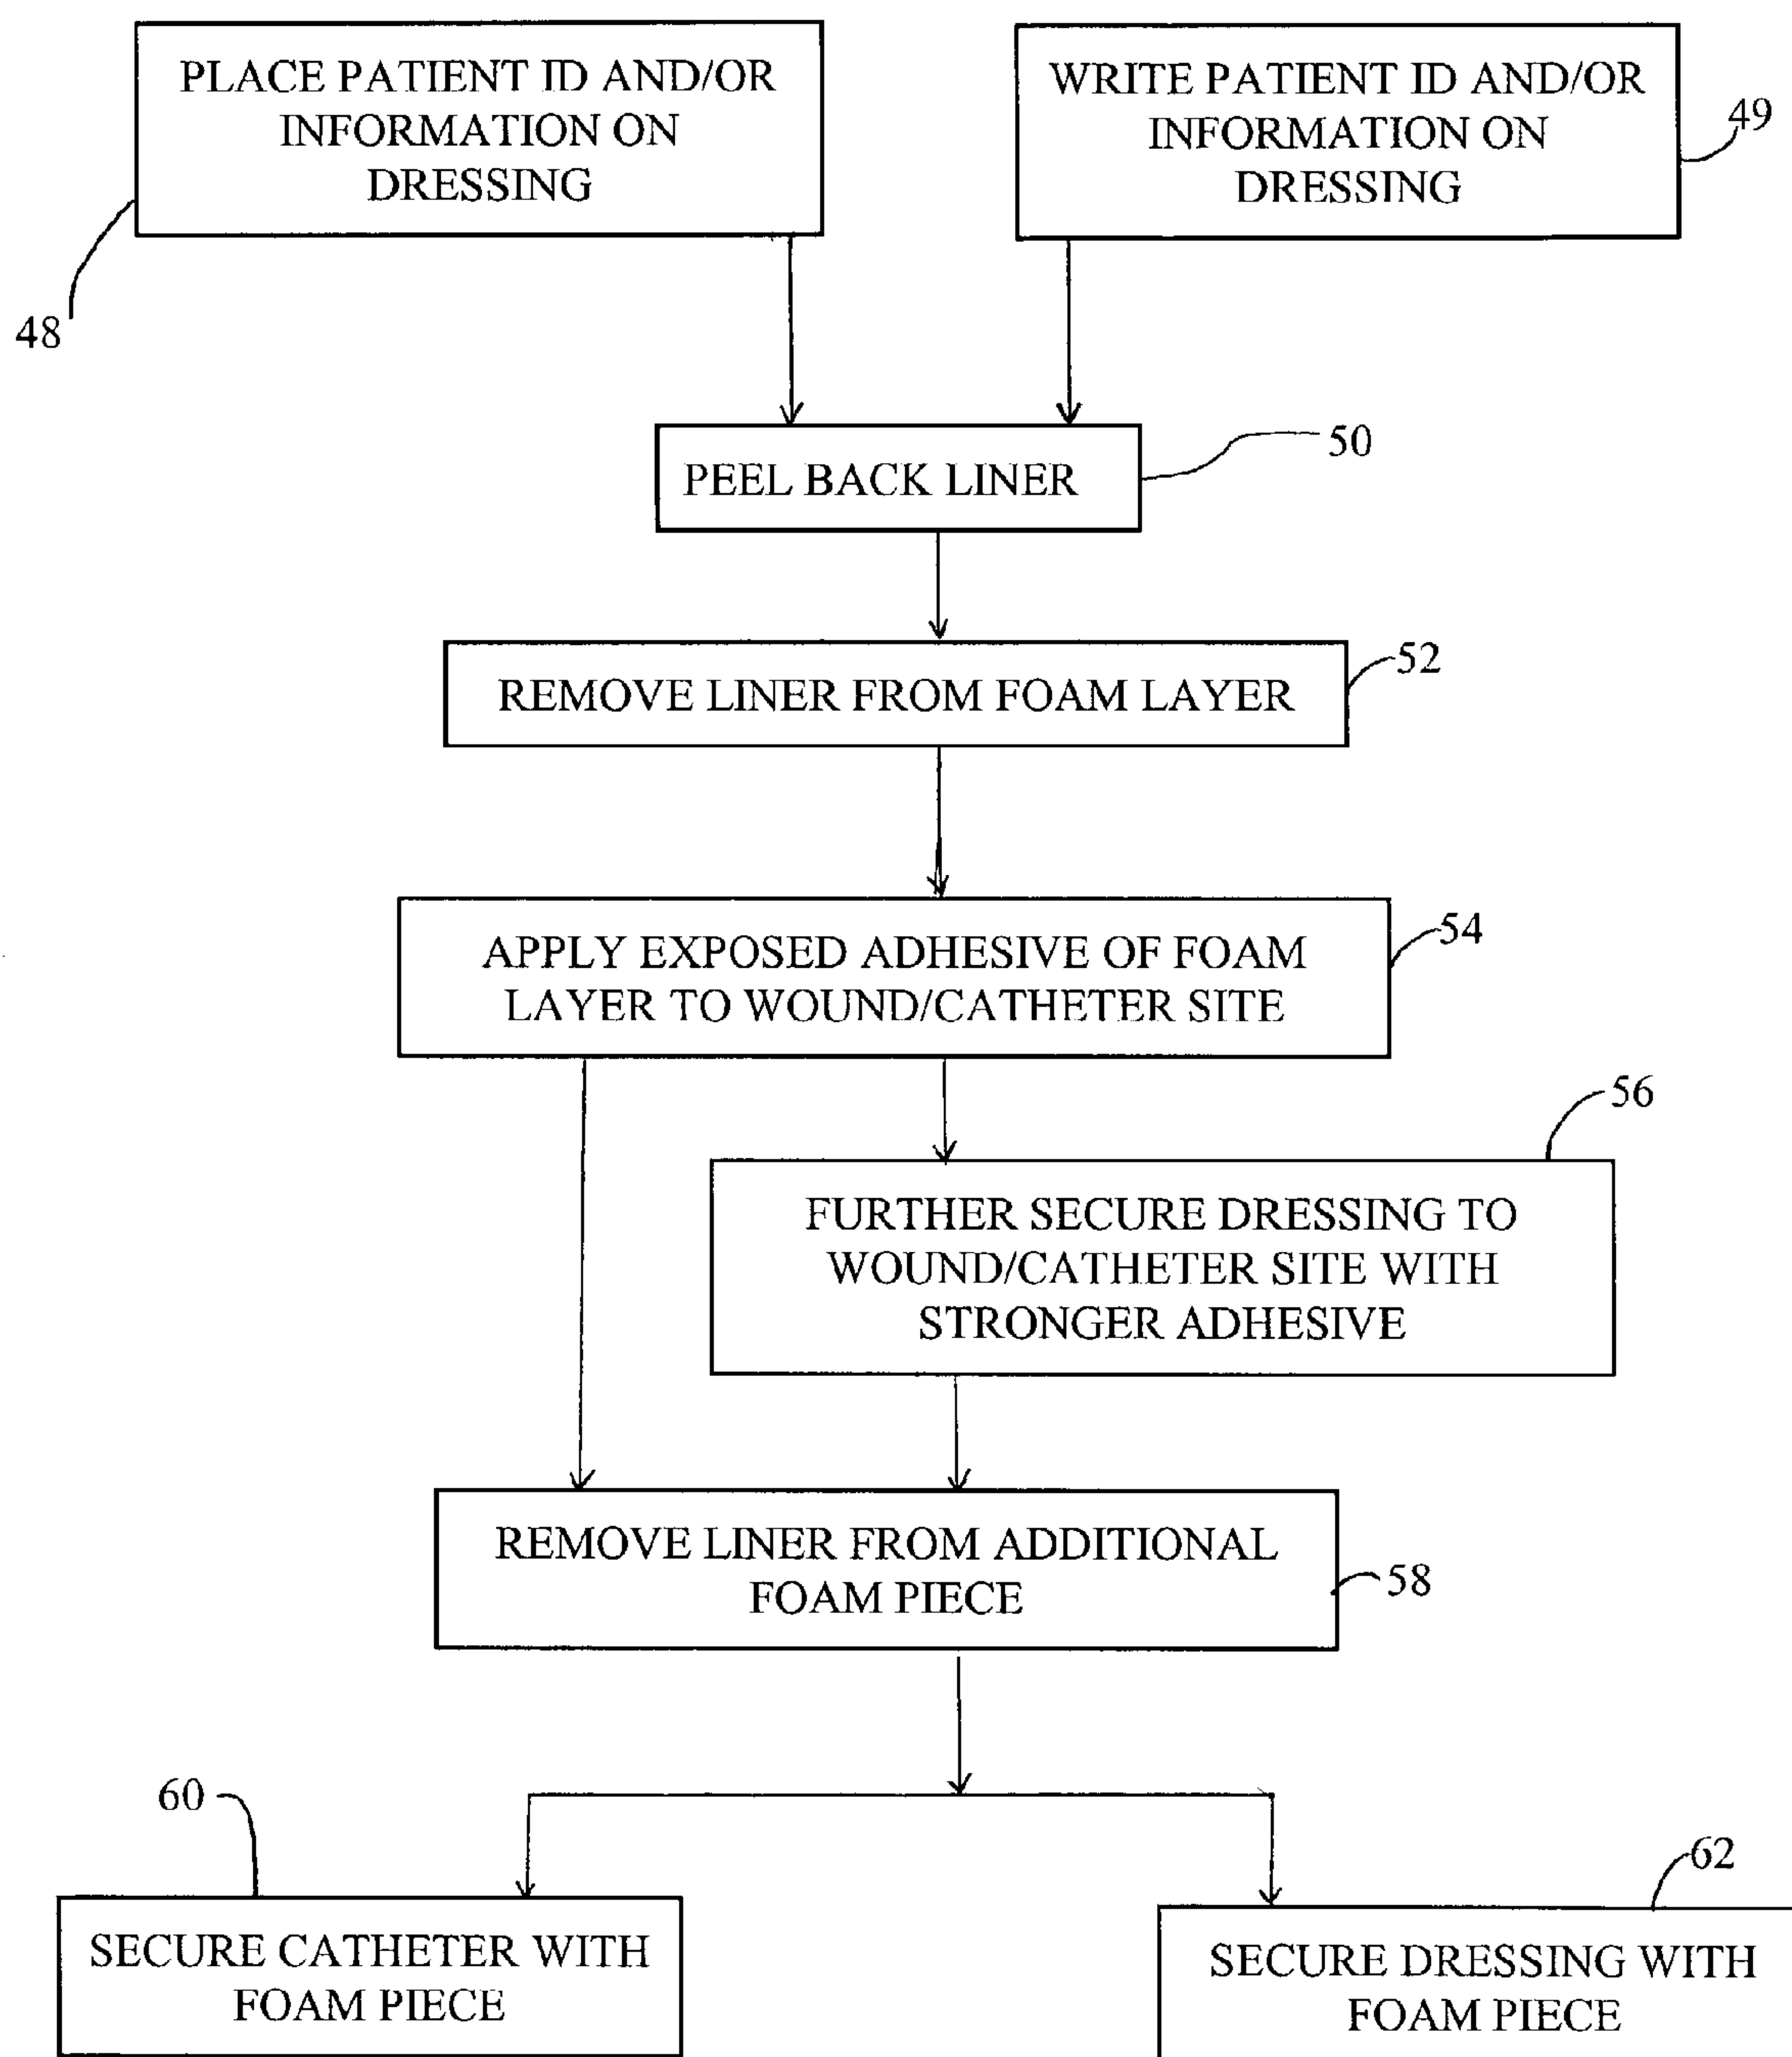 PLACE PATIENT ID AND/OR
INFORMATION ON
DRESSING
48
WRITE PATIENT ID AND/OR
INFORMATION ON
DRESSING
49
PEEL BACK LINER
50
REMOVE LINER FROM FOAM LAYER
52
APPLY EXPOSED ADHESIVE OF FOAM
LAYER TO WOUND/CATHETER SITE
54
56
FURTHER SECURE DRESSING TO
WOUND/CATHETER SITE WITH
STRONGER ADHESIVE
REMOVE LINER FROM ADDITIONAL
FOAM PIECE
58
60
SECURE CATHETER WITH
FOAM PIECE
62
SECURE DRESSING WITH
FOAM PIECE